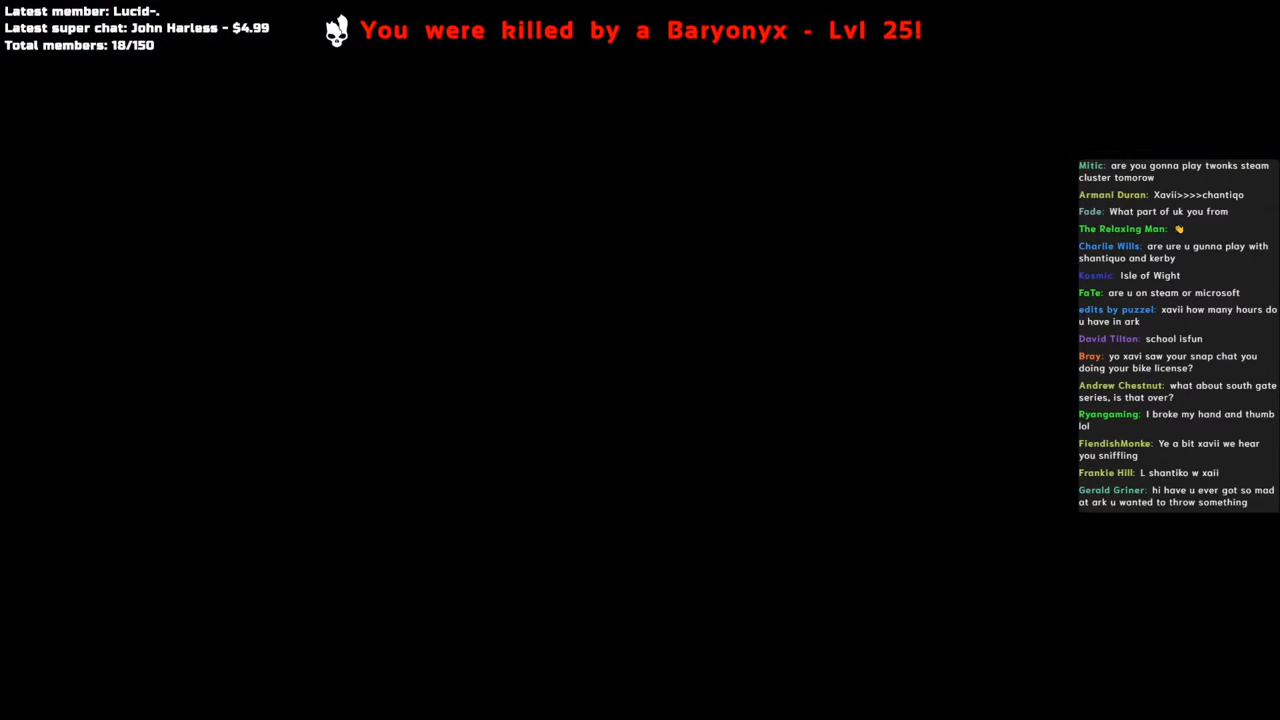 Latest member: Lucid-.
Latest super chat: John Harless - $4.99
Total members: 18/150
You were killed by a Baryonyx - Lvl 25!
Mitic: are you gonna play twonks steam
cluster tomorow
Armani Duran: Xavii>>>>chantiqo
Fade: What part of uk you from
The Relaxing Man: 👋
Charlie Wills: are ure u gunna play with
shantiquo and kerby
Kosmic: Isle of Wight
FaTe: are u on steam or microsoft
edits by puzzel: xavii how many hours do
u have in ark
David Tilton: school isfun
Bray: yo xavi saw your snap chat you
doing your bike license?
Andrew Chestnut: what about south gate
series, is that over?
Ryangaming: I broke my hand and thumb
lol
FiendishMonke: Ye a bit xavii we hear
you sniffling
Frankie Hill: L shantiko w xaii
Gerald Griner: hi have u ever got so mad
at ark u wanted to throw something